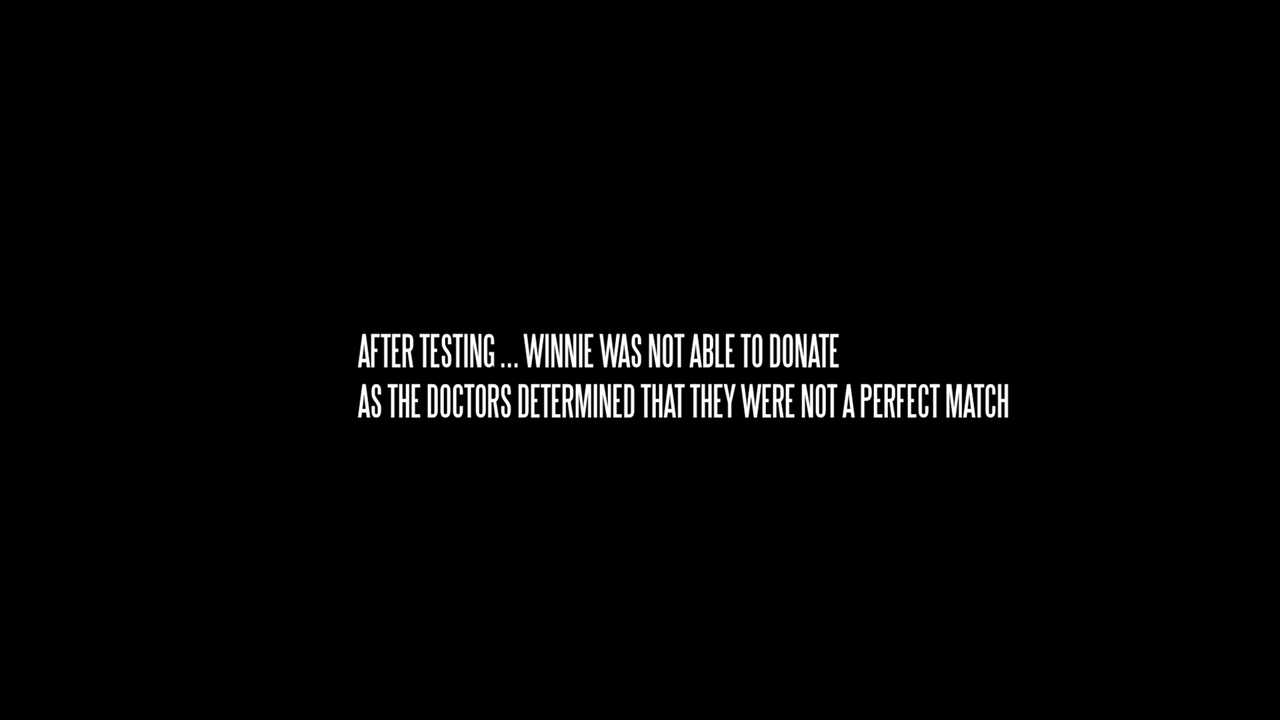 AFTER TESTING ... WINNIE WAS NOT ABLE TO DONATE
AS THE DOCTORS DETERMINED THAT THEY WERE NOT A PERFECT MATCH